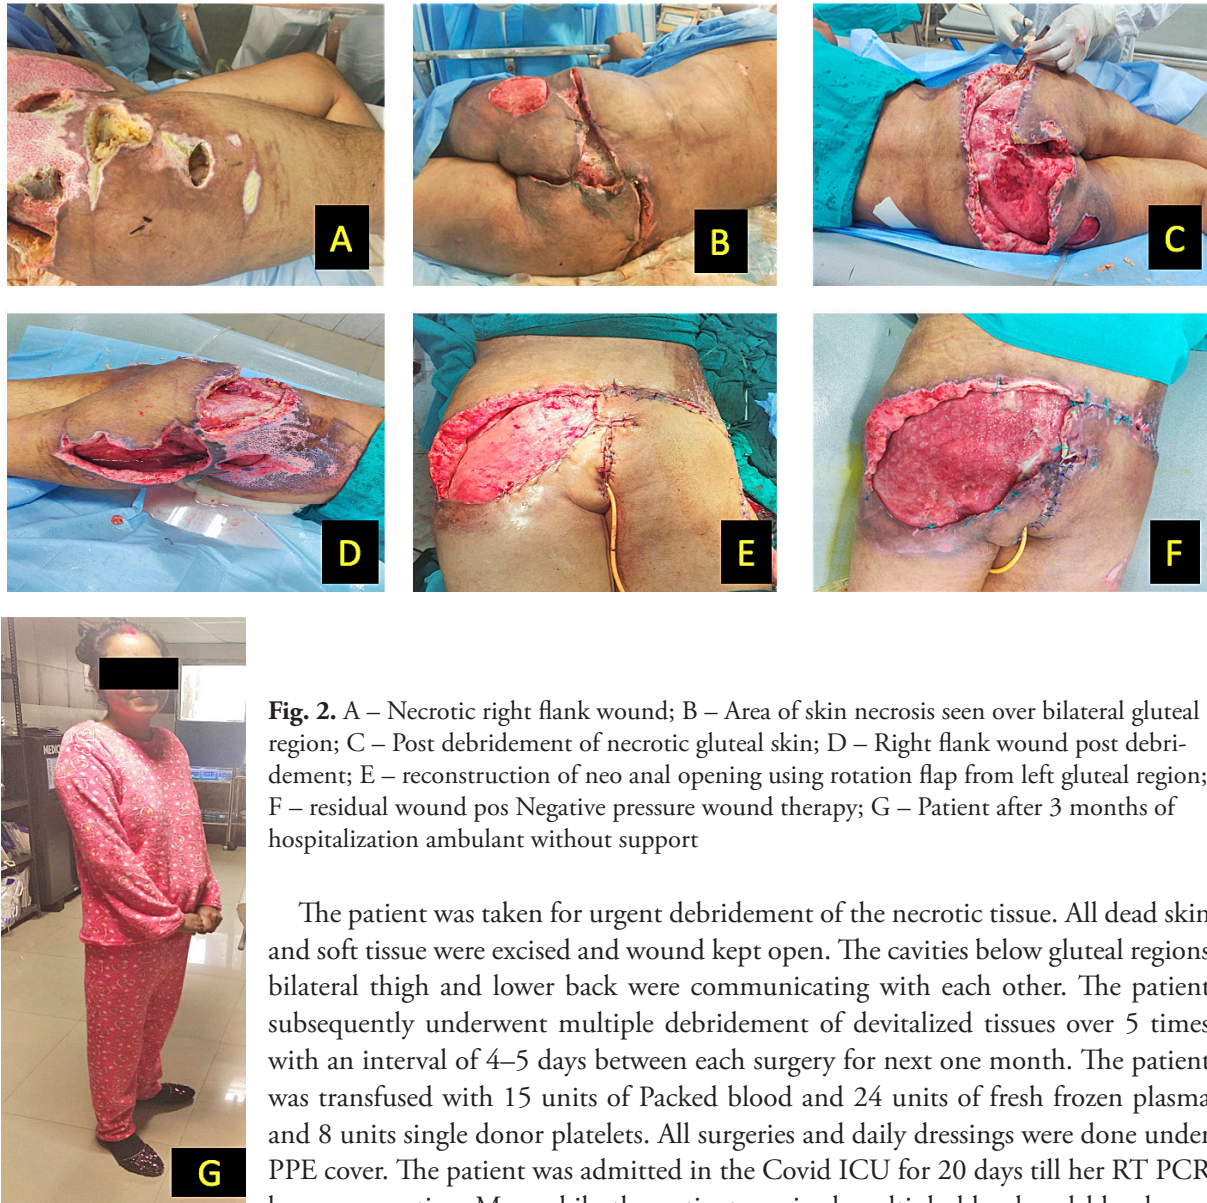 A
B
C
D
E
F
MEDIC
G
Fig. 2. A – Necrotic right flank wound; B – Area of skin necrosis seen over bilateral gluteal
region; C – Post debridement of necrotic gluteal skin; D – Right flank wound post debri-
dement; E – reconstruction of neo anal opening using rotation flap from left gluteal region;
F – residual wound pos Negative pressure wound therapy; G – Patient after 3 months of
hospitalization ambulant without support
The patient was taken for urgent debridement of the necrotic tissue. All dead skin
and soft tissue were excised and wound kept open. The cavities below gluteal regions
bilateral thigh and lower back were communicating with each other. The patient
subsequently underwent multiple debridement of devitalized tissues over 5 times
with an interval of 4–5 days between each surgery for next one month. The patient
was transfused with 15 units of Packed blood and 24 units of fresh frozen plasma
and 8 units single donor platelets. All surgeries and daily dressings were done under
PPE cover. The patient was admitted in the Covid ICU for 20 days till her RT PCR